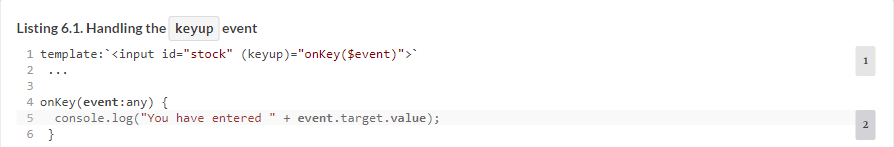 Listing 6.1. Handling the keyup event
1 template:`<input id="stock" (keyup)="onKey($event)">` 1
2 ...
3
4 onKey(event:any) {
5 console.log("You have entered " + event.target.value); 2
6 }